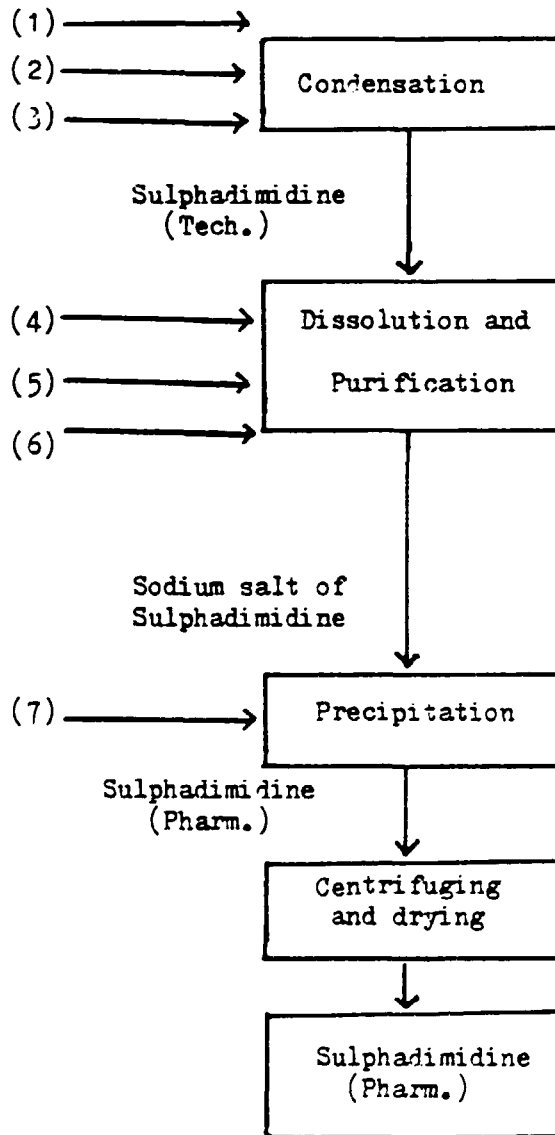 (1)
(2)
Condensation
(3)
Sulphadimidine
(Tech.)
(4)
Dissolution and
(5)
Purification
(6)
Sodium salt of
Sulphadimidine
(7)
Precipitation
Sulphadimidine
(Pharm.)
Centrifuging
and drying
Sulphadimidine
(Pharm.)